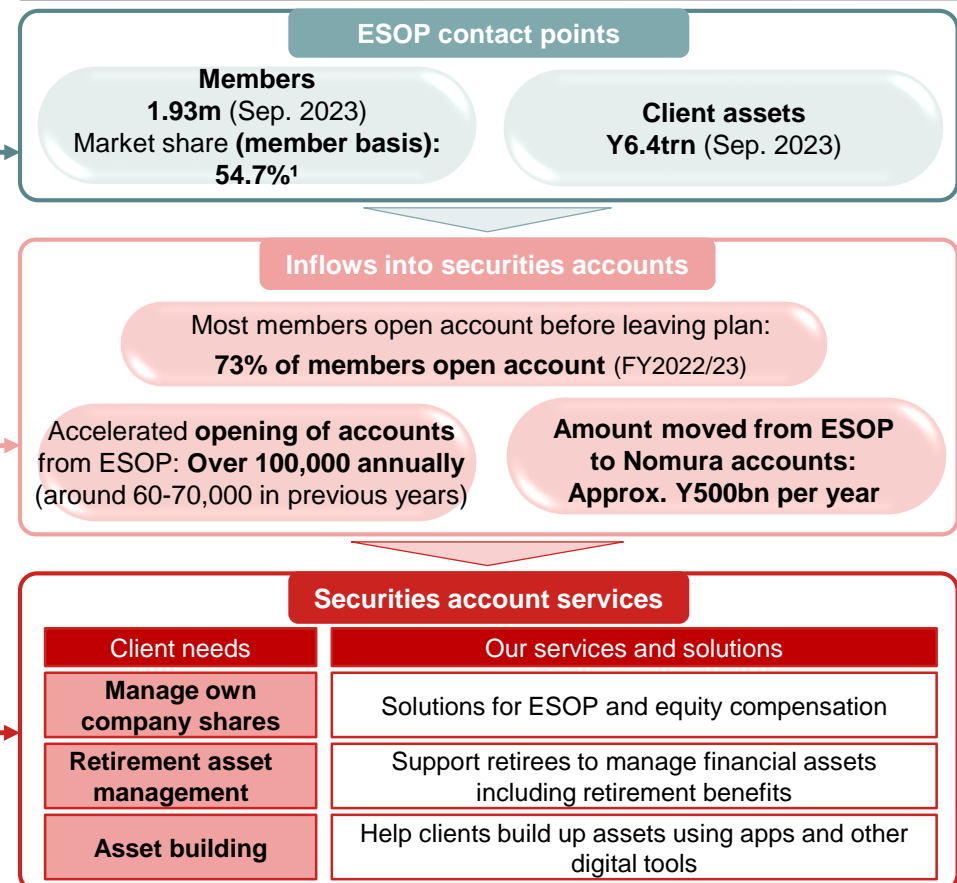 ESOP contact points
Members
1.93m (Sep. 2023)
Market share (member basis):
54.7%¹
Client assets
Y6.4trn (Sep. 2023)
Inflows into securities accounts
Most members open account before leaving plan:
73% of members open account (FY2022/23)
Accelerated opening of accounts
from ESOP: Over 100,000 annually
(around 60-70,000 in previous years)
Amount moved from ESOP
to Nomura accounts:
Approx. Y500bn per year
Securities account services
Client needs
Our services and solutions
Manage own
company shares
Solutions for ESOP and equity compensation
Retirement asset
management
Support retirees to manage financial assets
including retirement benefits
Asset building
Help clients build up assets using apps and other
digital tools